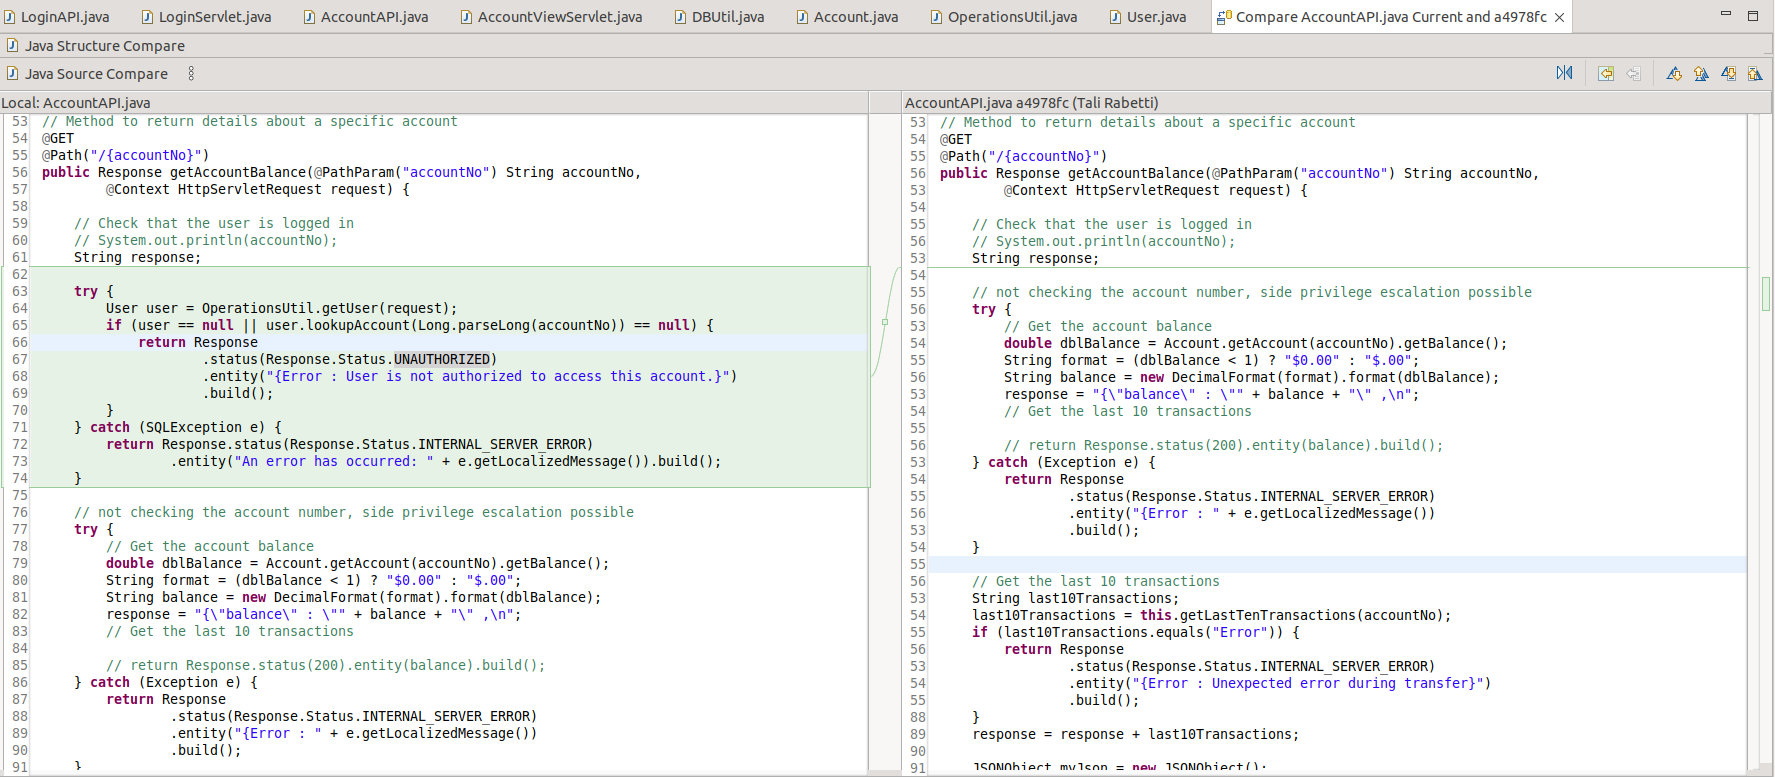 LoginAPI.java LoginServlet.java AccountAPI.java AccountViewServlet.java DBUtil.java Account.java OperationsUtil.java User.java Compare AccountAPI.java Current and a4978fc
Java Structure Compare
Java Source Compare
Local: AccountAPI.java
53 // Method to return details about a specific account
54 @GET
55 @Path("/{accountNo}")
56 public Response getAccountBalance(@PathParam("accountNo") String accountNo,
57 @Context HttpServletRequest request) {
58
59 // Check that the user is logged in
60 // System.out.println(accountNo);
61 String response;
62
63 try {
64 User user = OperationsUtil.getUser(request);
65 if (user == null || user.lookupAccount(Long.parseLong(accountNo)) == null) {
66 return Response
67 .status(Response.Status.UNAUTHORIZED)
68 .entity("{Error : User is not authorized to access this account.}")
69 .build();
70 }
71 } catch (SQLException e) {
72 return Response.status(Response.Status.INTERNAL_SERVER_ERROR)
73 .entity("An error has occurred: " + e.getLocalizedMessage()).build();
74 }
75
76 // not checking the account number, side privilege escalation possible
77 try {
78 // Get the account balance
79 double dblBalance = Account.getAccount(accountNo).getBalance();
80 String format = (dblBalance < 1) ? "$0.00" : "$.00";
81 String balance = new DecimalFormat(format).format(dblBalance);
82 response = "{\"balance\" : \"" + balance + "\" ,\n";
83 // Get the last 10 transactions
84
85 // return Response.status(200).entity(balance).build();
86 } catch (Exception e) {
87 return Response
88 .status(Response.Status.INTERNAL_SERVER_ERROR)
89 .entity("{Error : " + e.getLocalizedMessage())
90 .build();
91 }
AccountAPI.java a4978fc (Tali Rabetti)
53 // Method to return details about a specific account
54 @GET
55 @Path("/{accountNo}")
56 public Response getAccountBalance(@PathParam("accountNo") String accountNo,
53 @Context HttpServletRequest request) {
54
55 // Check that the user is logged in
56 // System.out.println(accountNo);
53 String response;
54
55 // not checking the account number, side privilege escalation possible
56 try {
53 // Get the account balance
54 double dblBalance = Account.getAccount(accountNo).getBalance();
55 String format = (dblBalance < 1) ? "$0.00" : "$.00";
56 String balance = new DecimalFormat(format).format(dblBalance);
53 response = "{\"balance\" : \"" + balance + "\" ,\n";
54 // Get the last 10 transactions
55
56 // return Response.status(200).entity(balance).build();
53 } catch (Exception e) {
54 return Response
55 .status(Response.Status.INTERNAL_SERVER_ERROR)
56 .entity("{Error : " + e.getLocalizedMessage())
53 .build();
54 }
55
56 // Get the last 10 transactions
53 String last10Transactions;
54 last10Transactions = this.getLastTenTransactions(accountNo);
55 if (last10Transactions.equals("Error")) {
56 return Response
53 .status(Response.Status.INTERNAL_SERVER_ERROR)
54 .entity("{Error : Unexpected error during transfer}")
55 .build();
88 }
89 response = response + last10Transactions;
90
91 JSONObject myJson = new JSONObject();